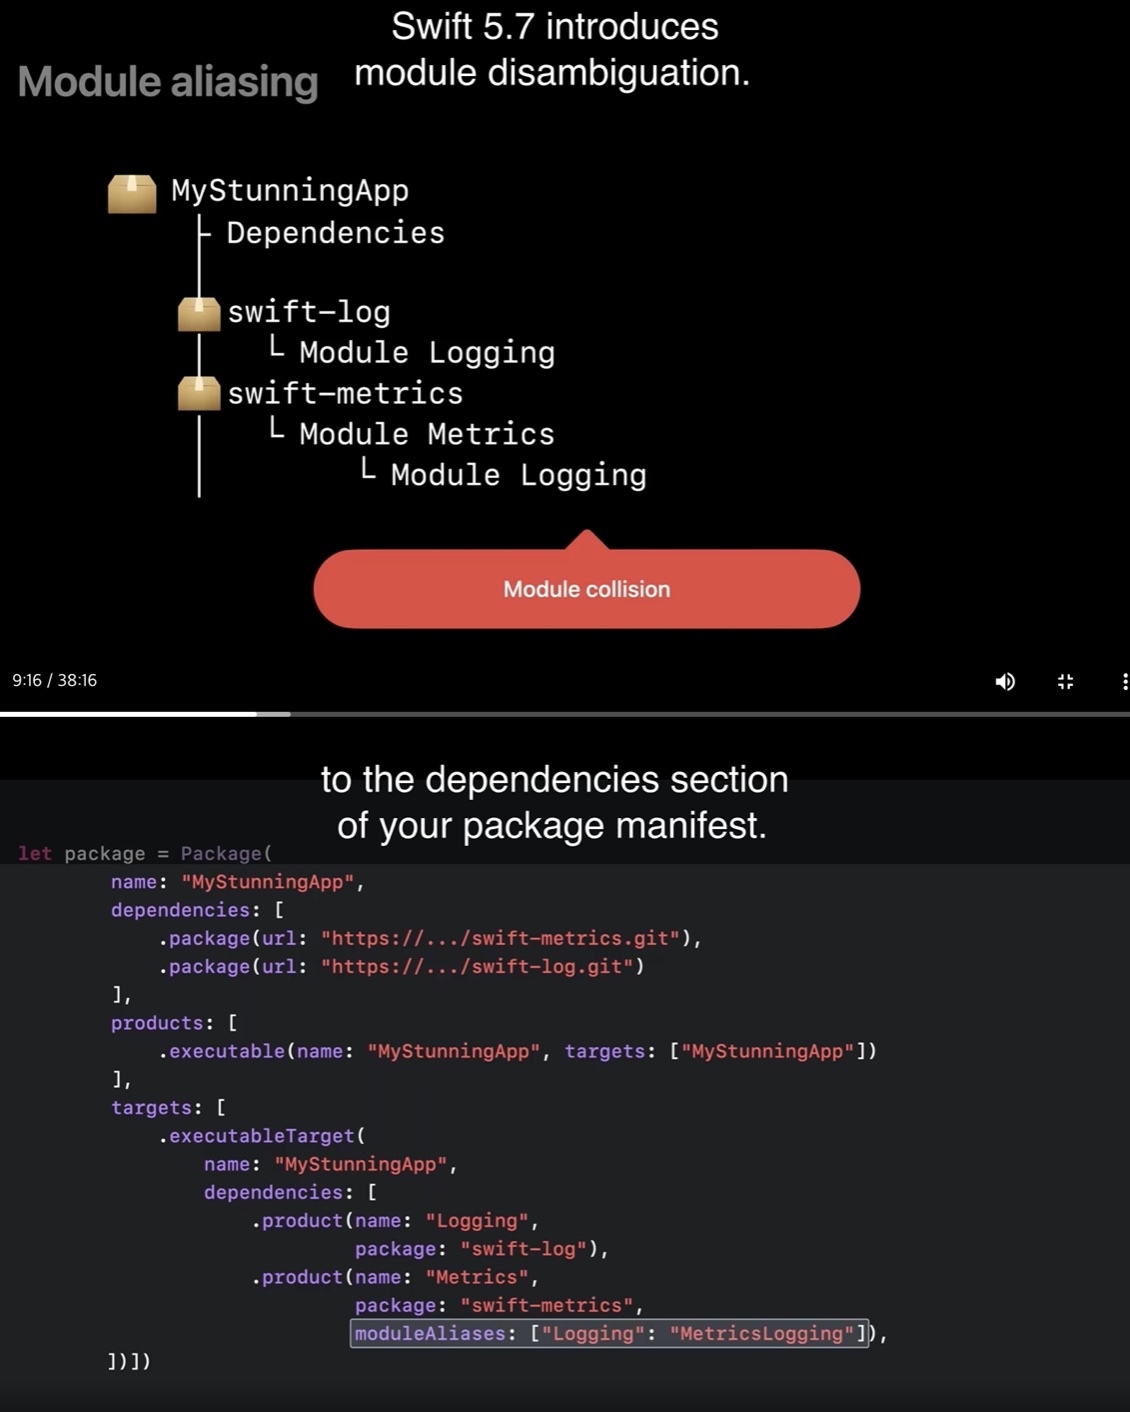 Swift 5.7 introduces
module disambiguation.
Module aliasing
MyStunningApp
Dependencies
swift-log
Module Logging
swift-metrics
Module Metrics
Module Logging
Module collision
9:16 / 38:16
to the dependencies section
of your package manifest.
let package = Package(
name: "MyStunningApp",
dependencies: [
.package(url: "https://.../swift-metrics.git"),
.package(url: "https://.../swift-log.git")
],
products: [
.executable(name: "MyStunningApp", targets: ["MyStunningApp"])
],
targets: [
.executableTarget(
name: "MyStunningApp",
dependencies: [
.product(name: "Logging",
package: "swift-log"),
.product(name: "Metrics",
package: "swift-metrics",
moduleAliases: ["Logging": "MetricsLogging"]),
])])